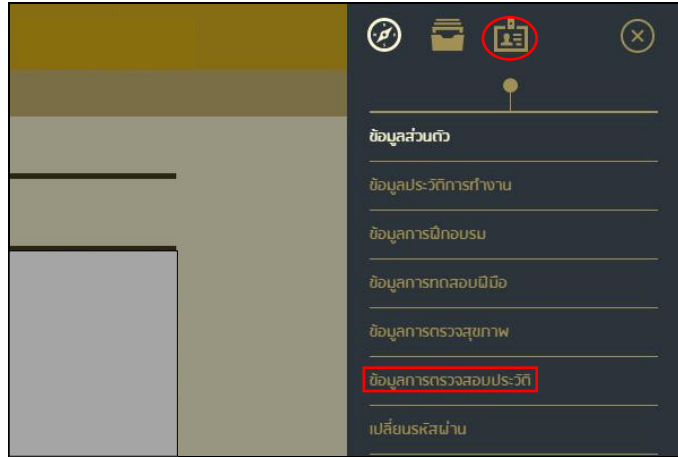 ข้อมูลส่วนตัว
ข้อมูลประวัติการทำงาน
ข้อมูลการฝึกอบรม
ข้อมูลการทดสอบฝีมือ
ข้อมูลการตรวจสุขภาพ
ข้อมูลการตรวจสอบประวัติ
เปลี่ยนรหัสผ่าน